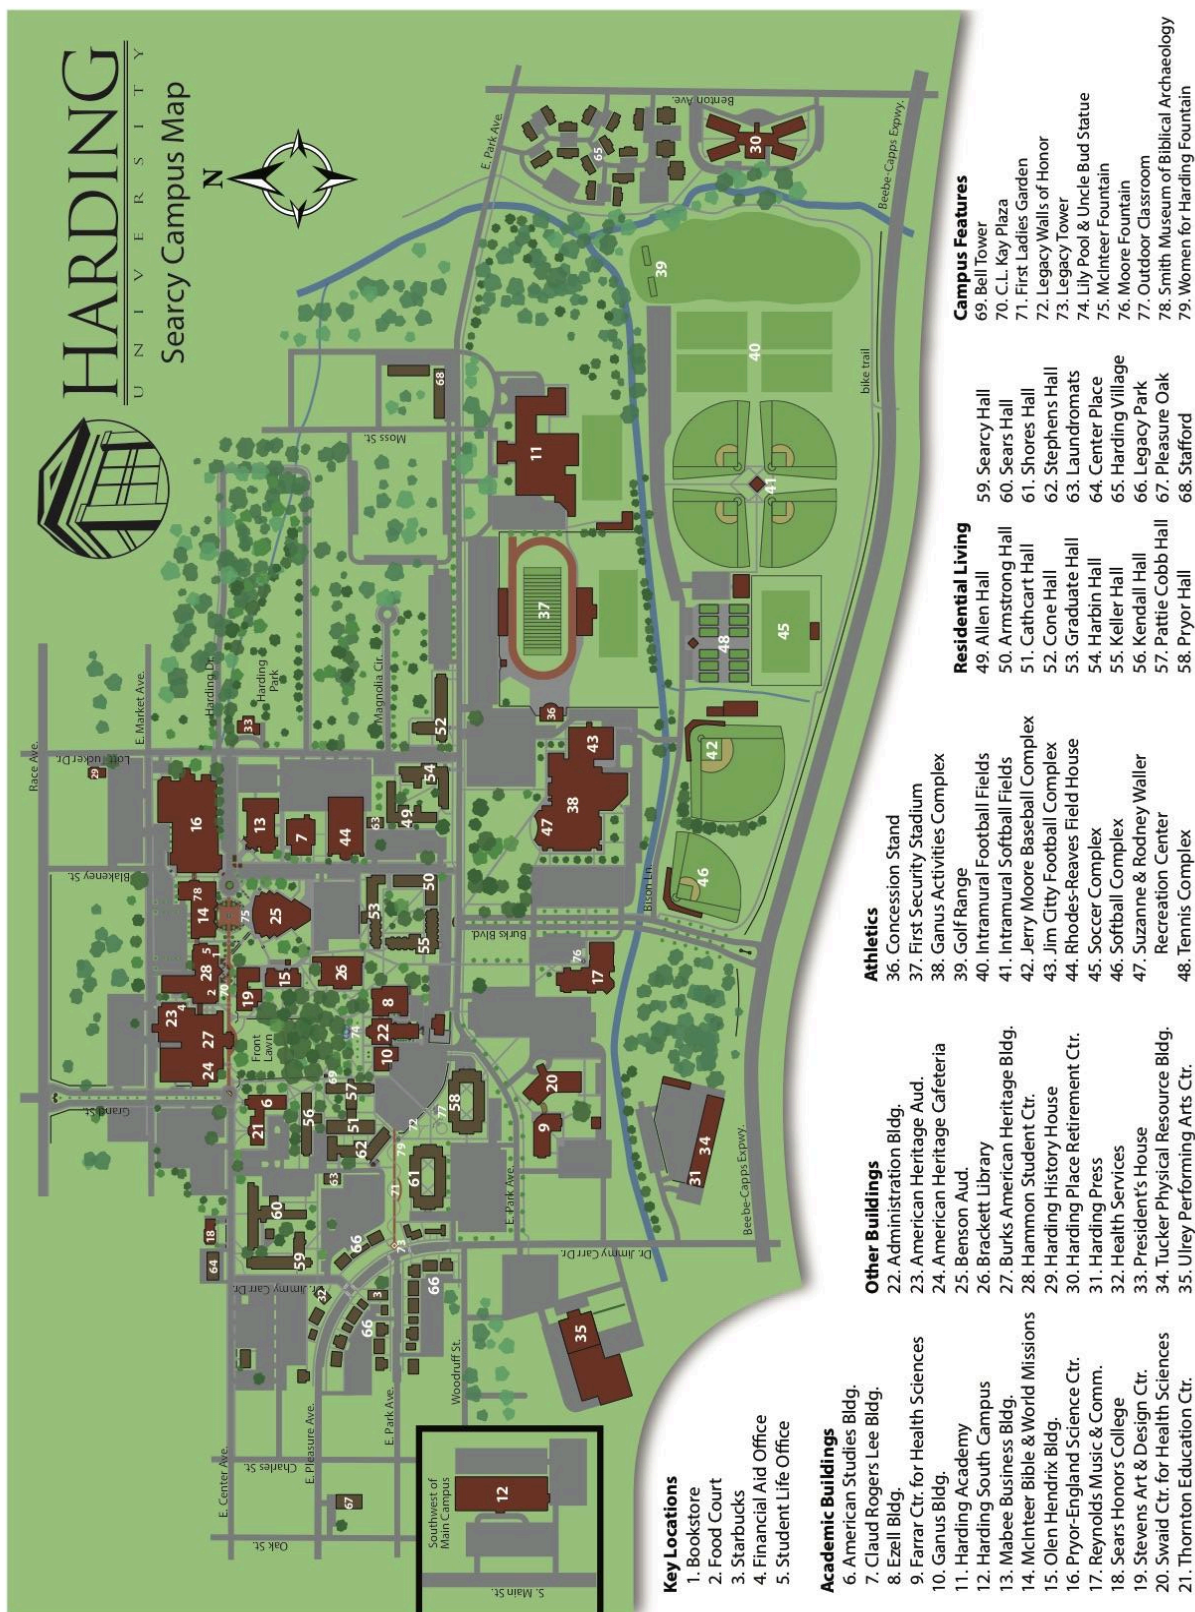 HARDING
UNIVERSITY
Searcy Campus Map
N
Race Ave.
E. Market Ave.
Harding Dr.
Harding
Park
Lott Tucker Dr.
Blakeney St.
Grand St.
Front
Lawn
Magnolia Cir.
Moss St.
E. Park Ave.
Benton Ave.
Beebe-Capps Expwy.
bike trail
Burks Blvd.
Bison Ln.
E. Park Ave.
Beebe-Capps Expwy.
Dr. Jimmy Carr Dr.
Dr. Jimmy Carr Dr.
Woodruff St.
E. Park Ave.
E. Pleasure Ave.
E. Center Ave.
Charles St.
Oak St.
Southwest of
Main Campus
S. Main St.
Key Locations
1. Bookstore
2. Food Court
3. Starbucks
4. Financial Aid Office
5. Student Life Office
Academic Buildings
6. American Studies Bldg.
7. Claud Rogers Lee Bldg.
8. Ezell Bldg.
9. Farrar Ctr. for Health Sciences
10. Ganus Bldg.
11. Harding Academy
12. Harding South Campus
13. Mabee Business Bldg.
14. McInteer Bible & World Missions
15. Olen Hendrix Bldg.
16. Pryor-England Science Ctr.
17. Reynolds Music & Comm.
18. Sears Honors College
19. Stevens Art & Design Ctr.
20. Swaid Ctr. for Health Sciences
21. Thornton Education Ctr.
Other Buildings
22. Administration Bldg.
23. American Heritage Aud.
24. American Heritage Cafeteria
25. Benson Aud.
26. Brackett Library
27. Burks American Heritage Bldg.
28. Hammon Student Ctr.
29. Harding History House
30. Harding Place Retirement Ctr.
31. Harding Press
32. Health Services
33. President's House
34. Tucker Physical Resource Bldg.
35. Ulrey Performing Arts Ctr.
Athletics
36. Concession Stand
37. First Security Stadium
38. Ganus Activities Complex
39. Golf Range
40. Intramural Football Fields
41. Intramural Softball Fields
42. Jerry Moore Baseball Complex
43. Jim Citty Football Complex
44. Rhodes-Reaves Field House
45. Soccer Complex
46. Softball Complex
47. Suzanne & Rodney Waller
Recreation Center
48. Tennis Complex
Residential Living
49. Allen Hall
50. Armstrong Hall
51. Cathcart Hall
52. Cone Hall
53. Graduate Hall
54. Harbin Hall
55. Keller Hall
56. Kendall Hall
57. Pattie Cobb Hall
58. Pryor Hall
59. Searcy Hall
60. Sears Hall
61. Shores Hall
62. Stephens Hall
63. Laundromats
64. Center Place
65. Harding Village
66. Legacy Park
67. Pleasure Oak
68. Stafford
Campus Features
69. Bell Tower
70. C.L. Kay Plaza
71. First Ladies Garden
72. Legacy Walls of Honor
73. Legacy Tower
74. Lily Pool & Uncle Bud Statue
75. McInteer Fountain
76. Moore Fountain
77. Outdoor Classroom
78. Smith Museum of Biblical Archaeology
79. Women for Harding Fountain